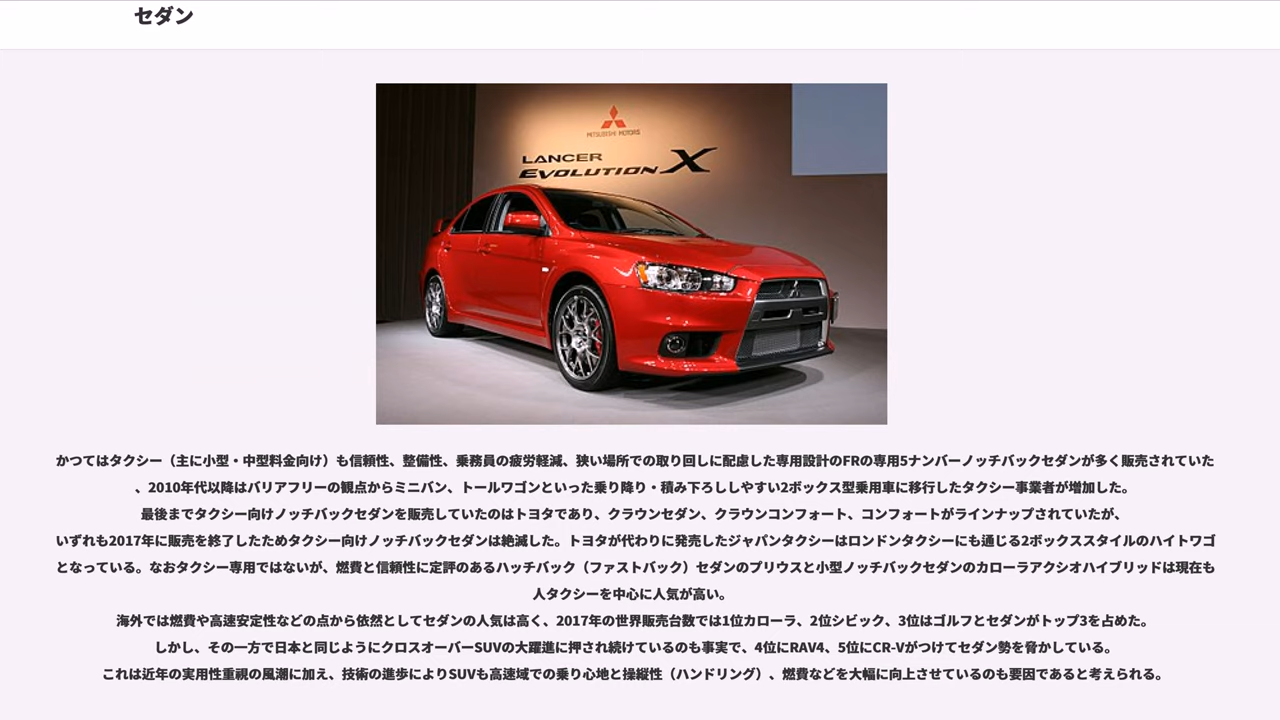 セダン
MITSUBISHI MOTORS
LANCER
EVOLUTION X
かつてはタクシー（主に小型・中型料金向け）も信頼性、整備性、乗務員の疲労軽減、狭い場所での取り回しに配慮した専用設計のFRの専用5ナンバーノッチバックセダンが多く販売されていた
、2010年代以降はバリアフリーの観点からミニバン、トールワゴンといった乗り降り・積み下ろししやすい2ボックス型乗用車に移行したタクシー事業者が増加した。
最後までタクシー向けノッチバックセダンを販売していたのはトヨタであり、クラウンセダン、クラウンコンフォート、コンフォートがラインナップされていたが、
いずれも2017年に販売を終了したためタクシー向けノッチバックセダンは絶滅した。トヨタが代わりに発売したジャパンタクシーはロンドンタクシーにも通じる2ボックススタイルのハイトワゴ
となっている。なおタクシー専用ではないが、燃費と信頼性に定評のあるハッチバック（ファストバック）セダンのプリウスと小型ノッチバックセダンのカローラアクシオハイブリッドは現在も
人タクシーを中心に人気が高い。
海外では燃費や高速安定性などの点から依然としてセダンの人気は高く、2017年の世界販売台数では1位カローラ、2位シビック、3位はゴルフとセダンがトップ3を占めた。
しかし、その一方で日本と同じようにクロスオーバーSUVの大躍進に押され続けているのも事実で、4位にRAV4、5位にCR-Vがつけてセダン勢を脅かしている。
これは近年の実用性重視の風潮に加え、技術の進歩によりSUVも高速域での乗り心地と操縦性（ハンドリング）、燃費などを大幅に向上させているのも要因であると考えられる。